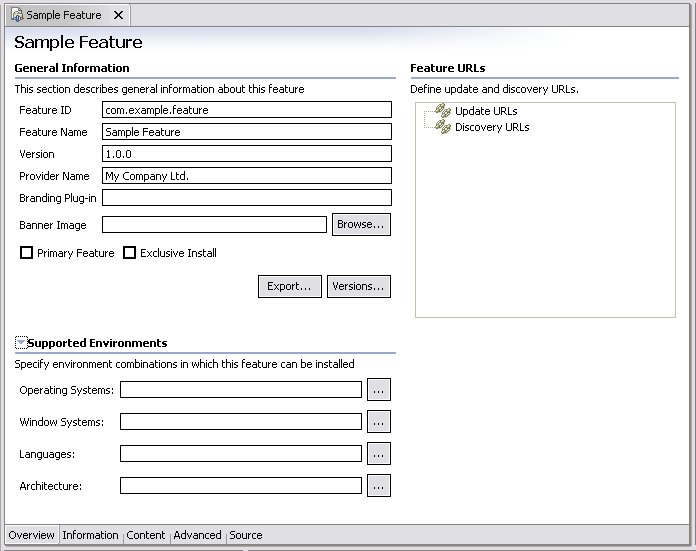 Sample Feature
Sample Feature
General Information
This section describes general information about this feature
Feature ID com.example.feature
Feature Name Sample Feature
Version 1.0.0
Provider Name My Company Ltd.
Branding Plug-in
Banner Image Browse...
Primary Feature Exclusive Install
Export... Versions...
Supported Environments
Specify environment combinations in which this feature can be installed
Operating Systems: ...
Window Systems: ...
Languages: ...
Architecture: ...
Feature URLs
Define update and discovery URLs.
Update URLs
Discovery URLs
Overview Information Content Advanced Source